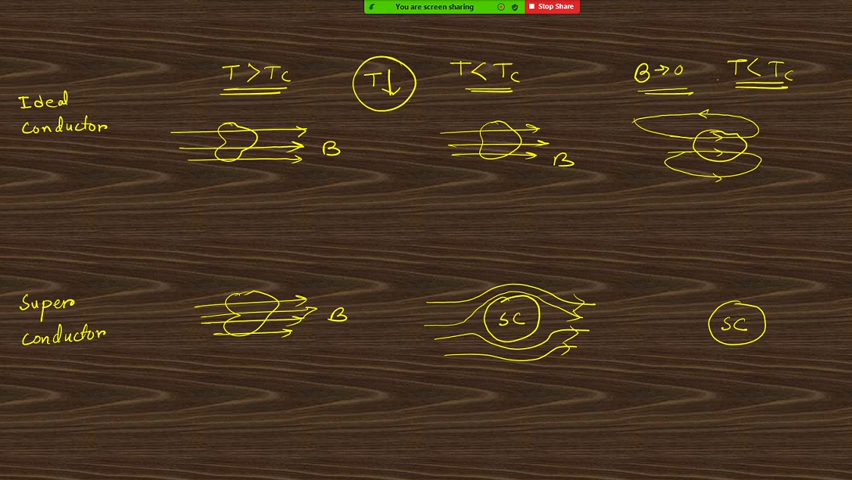 You are screen sharing
Stop Share
T > Tc
T↓
T < Tc
B → 0 T < Tc
Ideal
conductor
B
B
Super
conductor
B
SC
SC